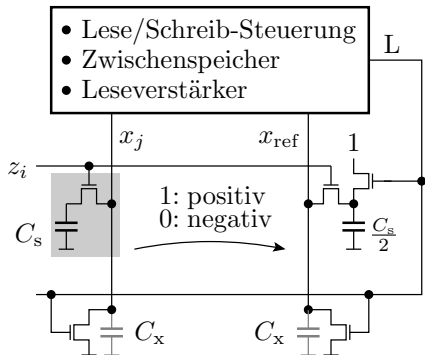 • Lese/Schreib-Steuerung
• Zwischenspeicher
• Leseverstärker
L
x_j
x_ref
z_i
1
1: positiv
0: negativ
C_s
C_s/2
C_x
C_x